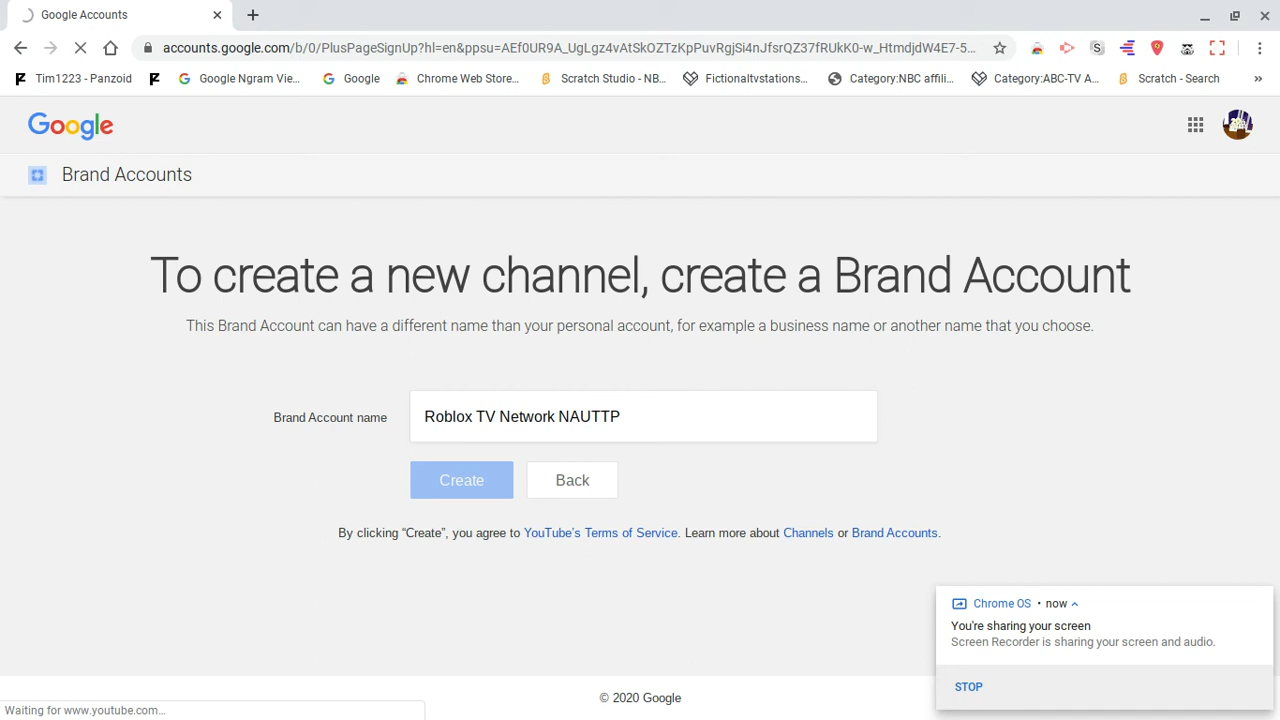 Google Accounts
accounts.google.com/b/0/PlusPageSignUp?hl=en&ppsu=AEf0UR9A_UgLgz4vAtSkOZTzKpPuvRgjSi4nJfsrQZ37fRUkK0w_HtmdjdW4E7-5...
Tim1223 - Panzoid
Google Ngram Vie...
Google
Chrome Web Store...
Scratch Studio - NB...
Fictionaltvstations...
Category:NBC affili...
Category:ABC-TV A...
Scratch - Search
»
Google
Brand Accounts
To create a new channel, create a Brand Account
This Brand Account can have a different name than your personal account, for example a business name or another name that you choose.
Brand Account name
Roblox TV Network NAUTTP
Create
Back
By clicking “Create”, you agree to YouTube's Terms of Service. Learn more about Channels or Brand Accounts.
Chrome OS • now
You're sharing your screen
Screen Recorder is sharing your screen and audio.
STOP
© 2020 Google
Waiting for www.youtube.com...